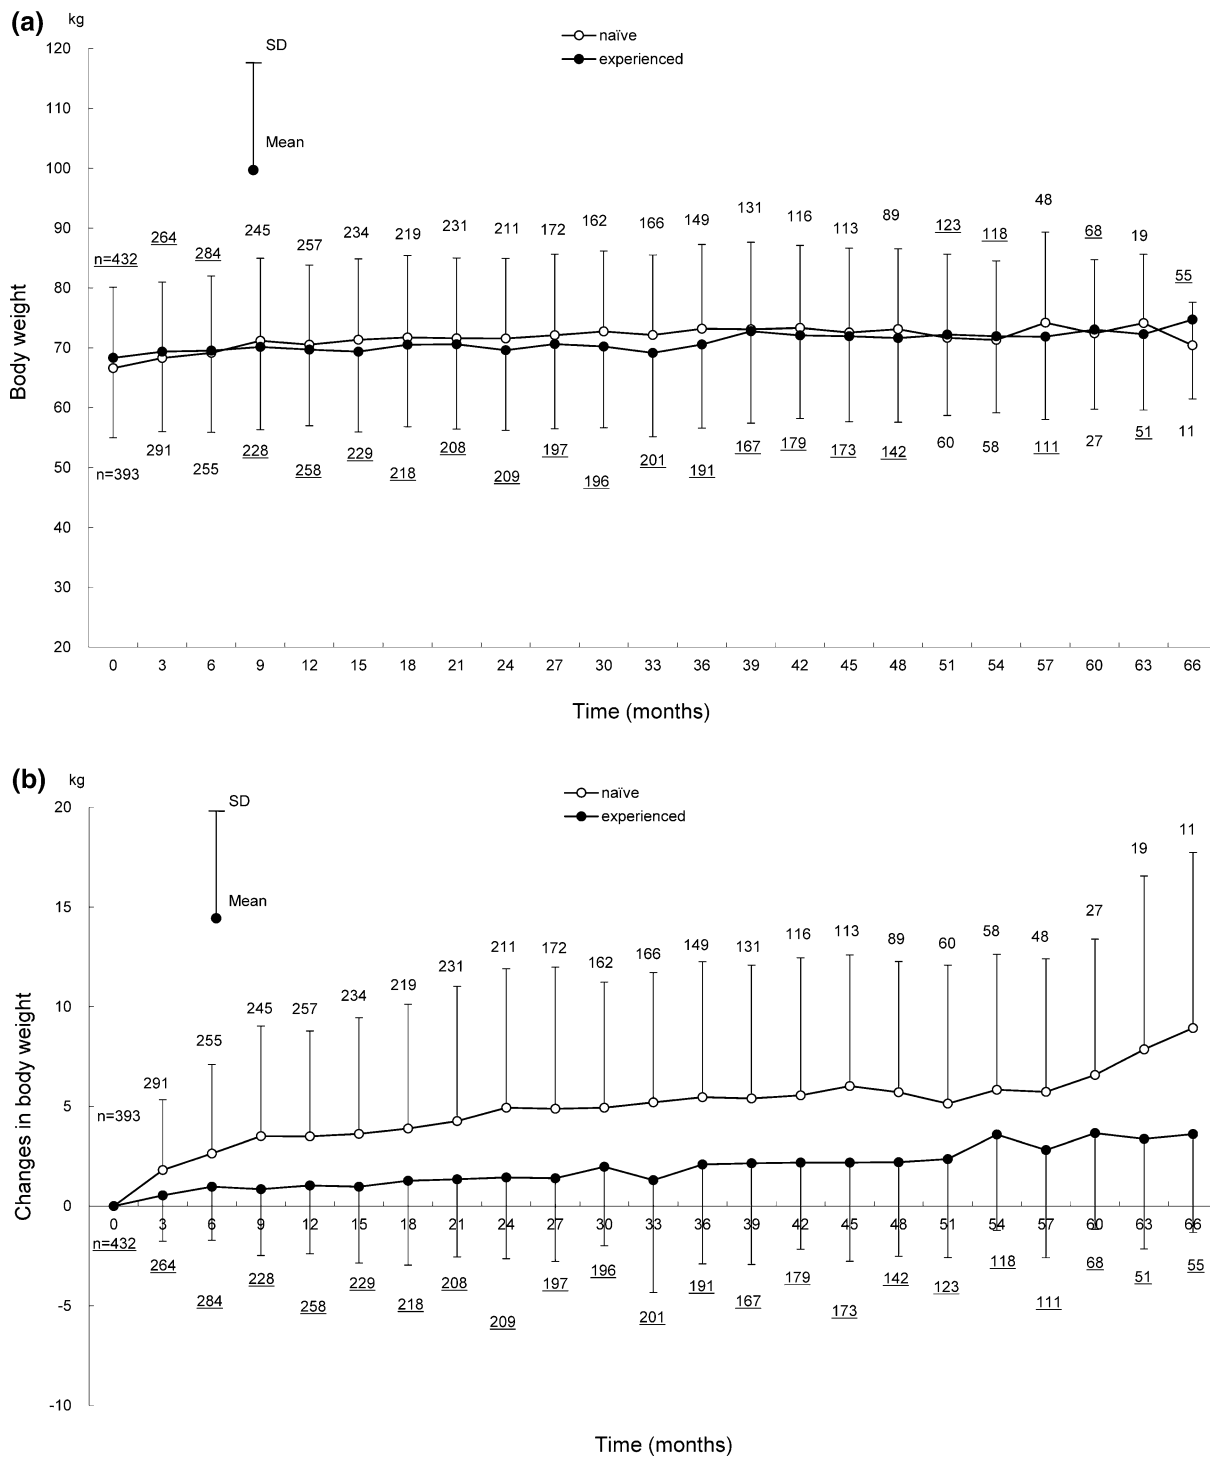 (a) kg
naïve
experienced
SD
Mean
120
110
100
90
80
70
60
50
40
30
20
Body weight
n=432 264 284 245 257 234 219 231 211 172 162 166 149 131 116 113 89 123 118 48 68 19 55
n=393 291 255 228 258 229 218 208 209 197 196 201 191 167 179 173 142 60 58 111 27 51 11
0 3 6 9 12 15 18 21 24 27 30 33 36 39 42 45 48 51 54 57 60 63 66
Time (months)
(b) kg
naïve
experienced
SD
Mean
20
15
10
5
0
-5
-10
Changes in body weight
n=393 291 255 245 257 234 219 231 211 172 162 166 149 131 116 113 89 60 58 48 27 19 11
0 3 6 9 12 15 18 21 24 27 30 33 36 39 42 45 48 51 54 57 60 63 66
n=432 264 284 228 258 229 218 208 209 197 196 201 191 167 179 173 142 123 118 111 68 51 55
Time (months)